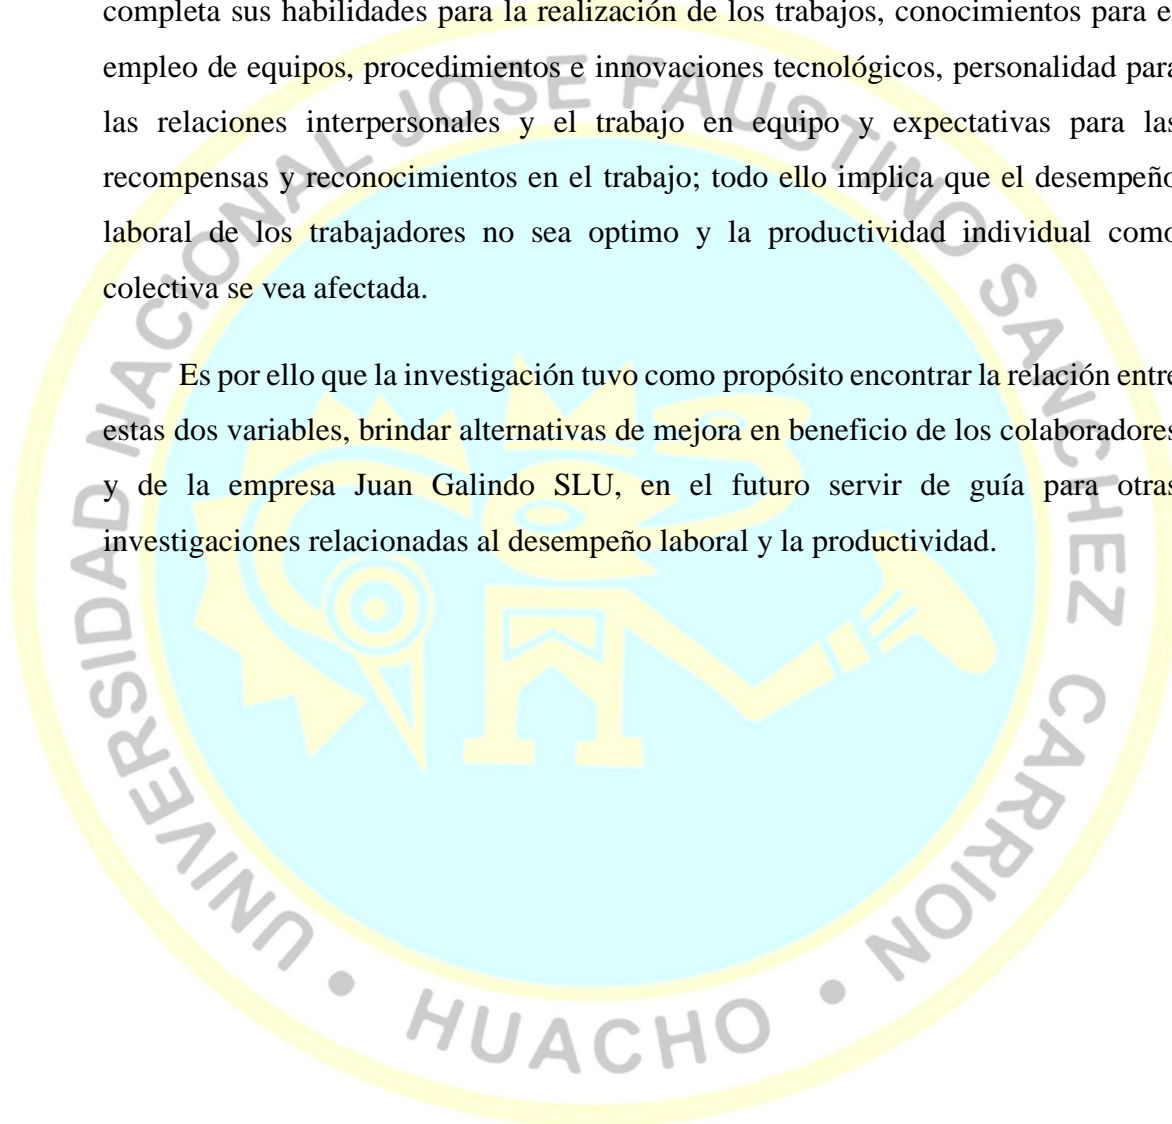 completa sus habilidades para la realización de los trabajos, conocimientos para el
empleo de equipos, procedimientos e innovaciones tecnológicos, personalidad para
las relaciones interpersonales y el trabajo en equipo y expectativas para las
recompensas y reconocimientos en el trabajo; todo ello implica que el desempeño
laboral de los trabajadores no sea optimo y la productividad individual como
colectiva se vea afectada.
Es por ello que la investigación tuvo como propósito encontrar la relación entre
estas dos variables, brindar alternativas de mejora en beneficio de los colaboradores
y de la empresa Juan Galindo SLU, en el futuro servir de guía para otras
investigaciones relacionadas al desempeño laboral y la productividad.
UNIVERSIDAD NACIONAL JOSE FAUSTINO SANCHEZ CARRION
• HUACHO •